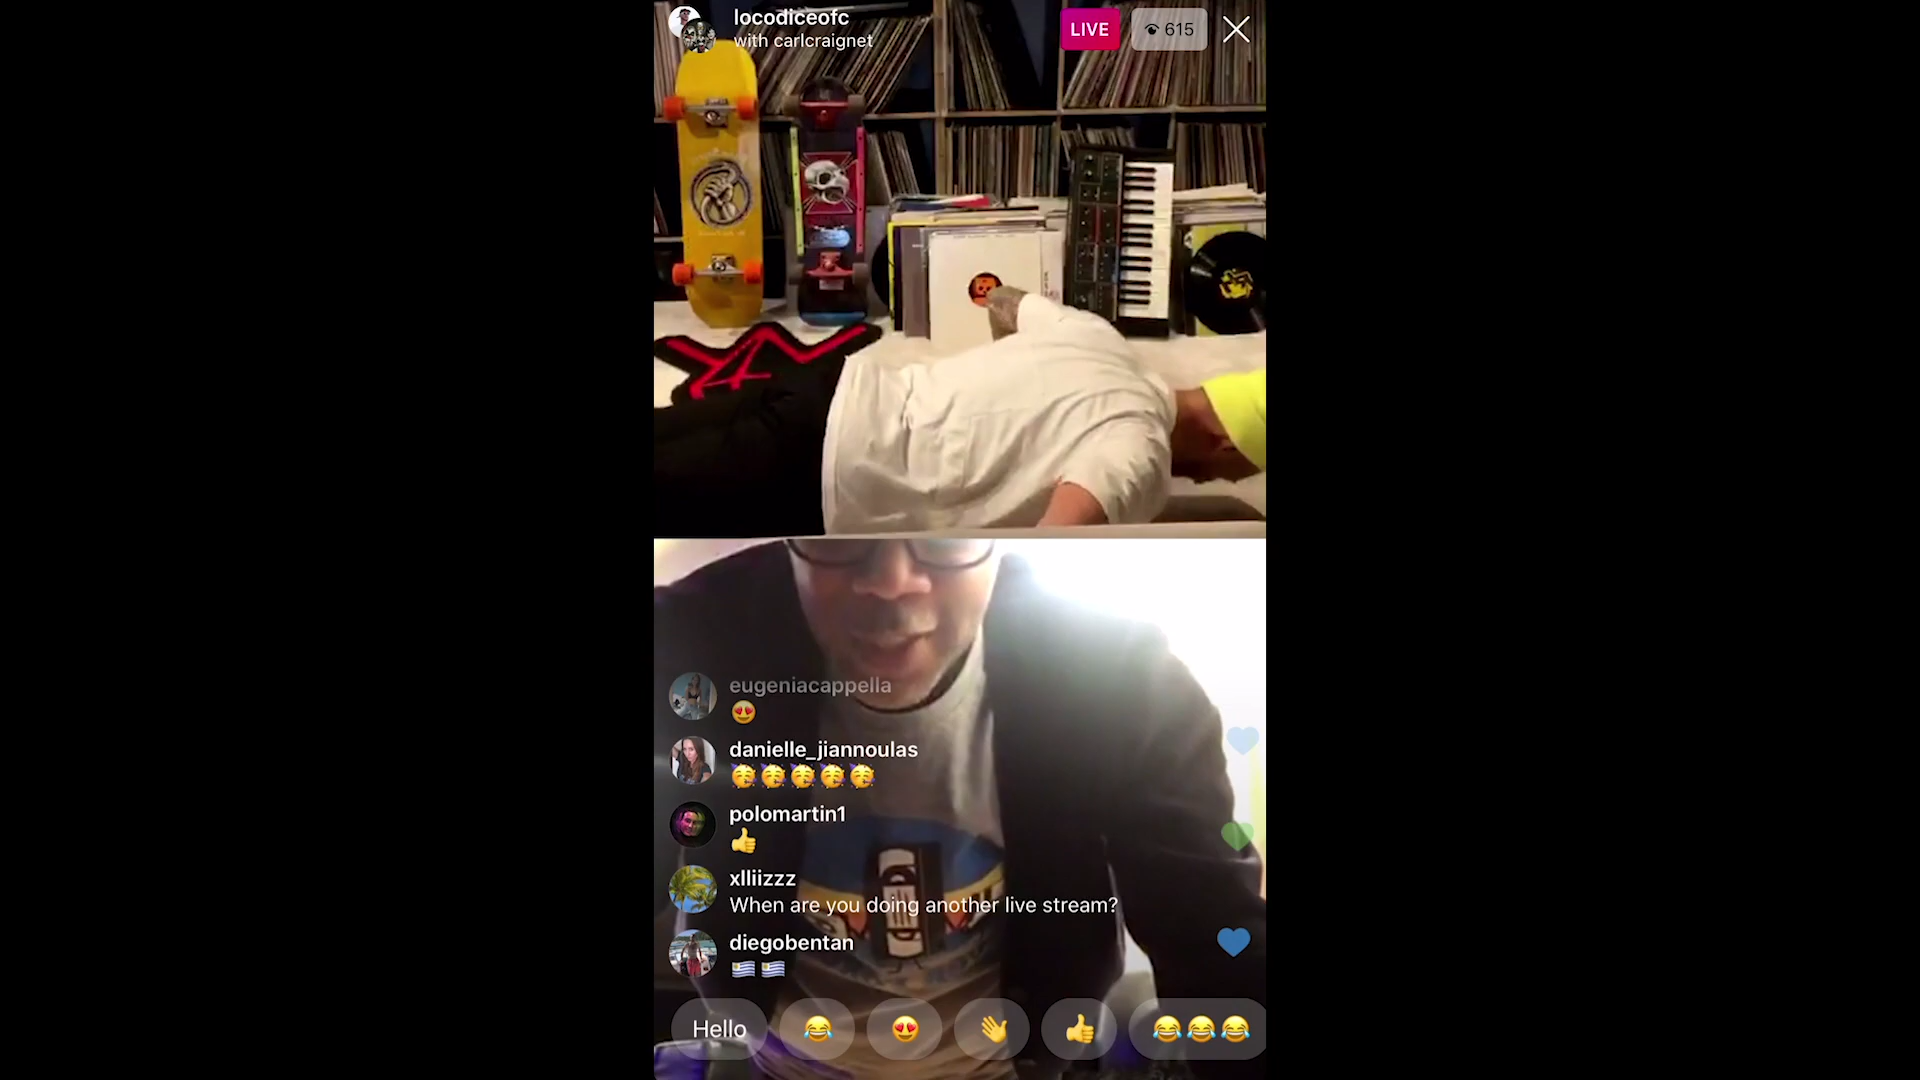 locodiceofc
with carlcraignet
LIVE
615
eugeniacappella
😍
danielle_jiannoulas
🥳🥳🥳🥳🥳
polomartin1
👍
xlliizzz
When are you doing another live stream?
diegobentan
🇺🇾🇺🇾
Hello 😂 😍 👋 👍 😂😂😂